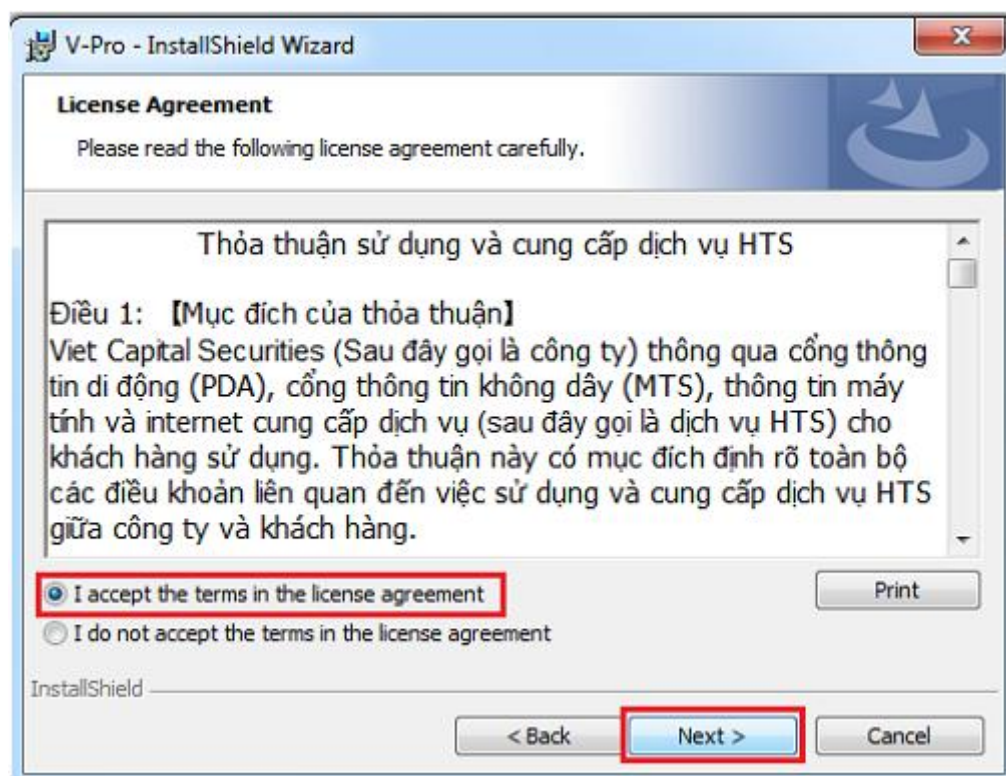 V-Pro - InstallShield Wizard
License Agreement
Please read the following license agreement carefully.
Thỏa thuận sử dụng và cung cấp dịch vụ HTS
Điều 1: 【Mục đích của thỏa thuận】
Viet Capital Securities (Sau đây gọi là công ty) thông qua cổng thông
tin di động (PDA), cổng thông tin không dây (MTS), thông tin máy
tính và internet cung cấp dịch vụ (sau đây gọi là dịch vụ HTS) cho
khách hàng sử dụng. Thỏa thuận này có mục đích định rõ toàn bộ
các điều khoản liên quan đến việc sử dụng và cung cấp dịch vụ HTS
giữa công ty và khách hàng.
I accept the terms in the license agreement
Print
I do not accept the terms in the license agreement
InstallShield
< Back Next > Cancel